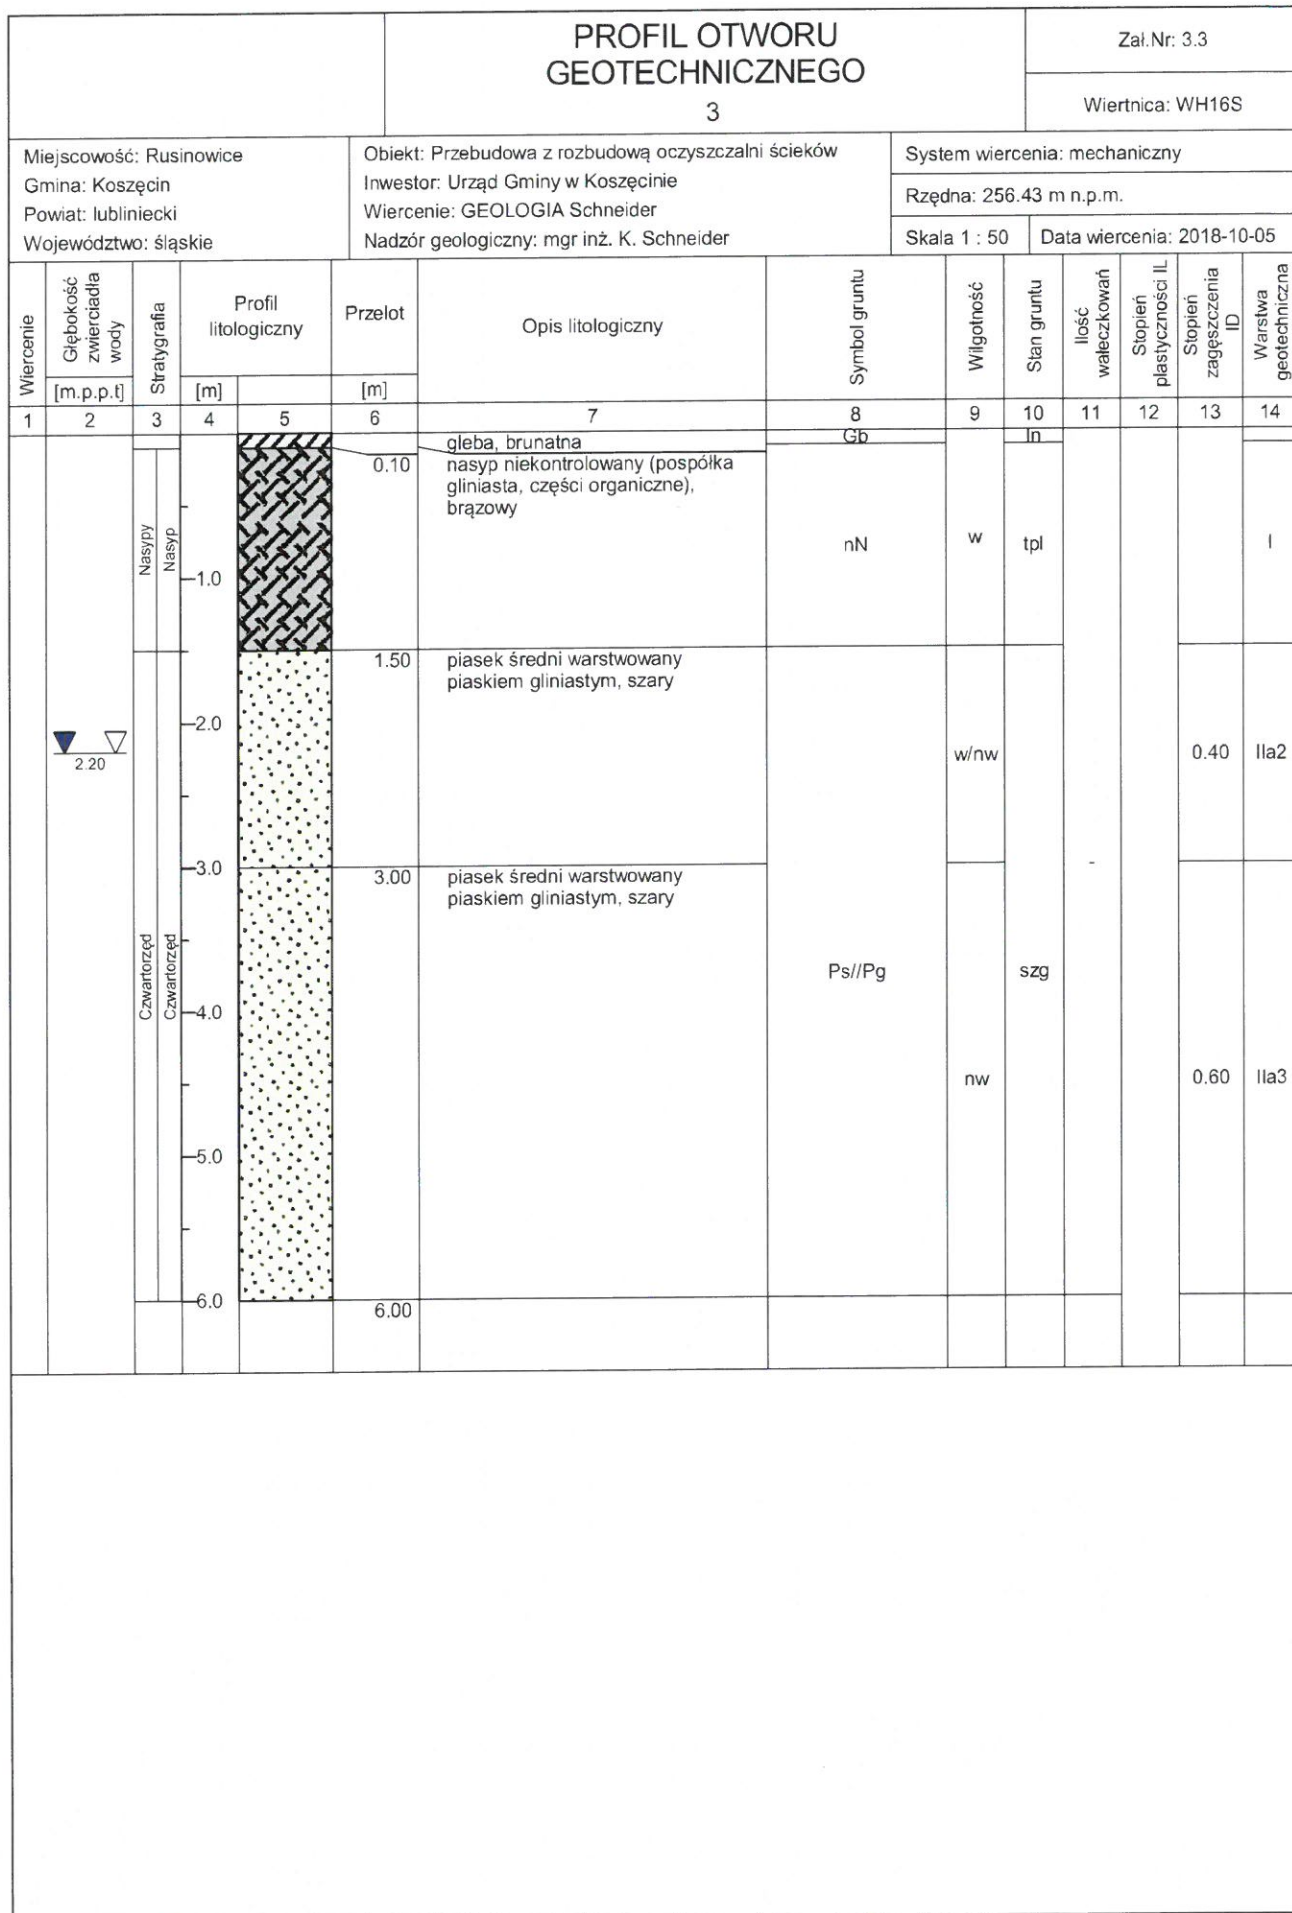 PROFIL OTWORU
GEOTECHNICZNEGO
3
Zał.Nr: 3.3
Wiertnica: WH16S
Miejscowość: Rusinowice
Gmina: Koszęcin
Powiat: lubliniecki
Województwo: śląskie
Obiekt: Przebudowa z rozbudową oczyszczalni ścieków
Inwestor: Urząd Gminy w Koszęcinie
Wiercenie: GEOLOGIA Schneider
Nadzór geologiczny: mgr inż. K. Schneider
System wiercenia: mechaniczny
Rzędna: 256.43 m n.p.m.
Skala 1 : 50
Data wiercenia: 2018-10-05
Wiercenie
Głębokość
zwierciadła
wody
[m.p.p.t]
Stratygrafia
Profil
litologiczny
[m]
Przelot
[m]
Opis litologiczny
Symbol gruntu
Wilgotność
Stan gruntu
Ilość
wałeczkowań
Stopień
plastyczności IL
Stopień
zagęszczenia
ID
Warstwa
geotechniczna
1 2 3 4 5 6 7 8 9 10 11 12 13 14
gleba, brunatna
Gb
ln
0.10
nasyp niekontrolowany (pospółka
gliniasta, części organiczne),
brązowy
Nasypy
Nasyp
nN
w
tpl
I
1.0
1.50
piasek średni warstwowany
piaskiem gliniastym, szary
2.0
2.20
w/nw
0.40
IIa2
3.0
3.00
piasek średni warstwowany
piaskiem gliniastym, szary
-
Czwartorzęd
Czwartorzęd
Ps//Pg
szg
4.0
nw
0.60
IIa3
5.0
6.0
6.00